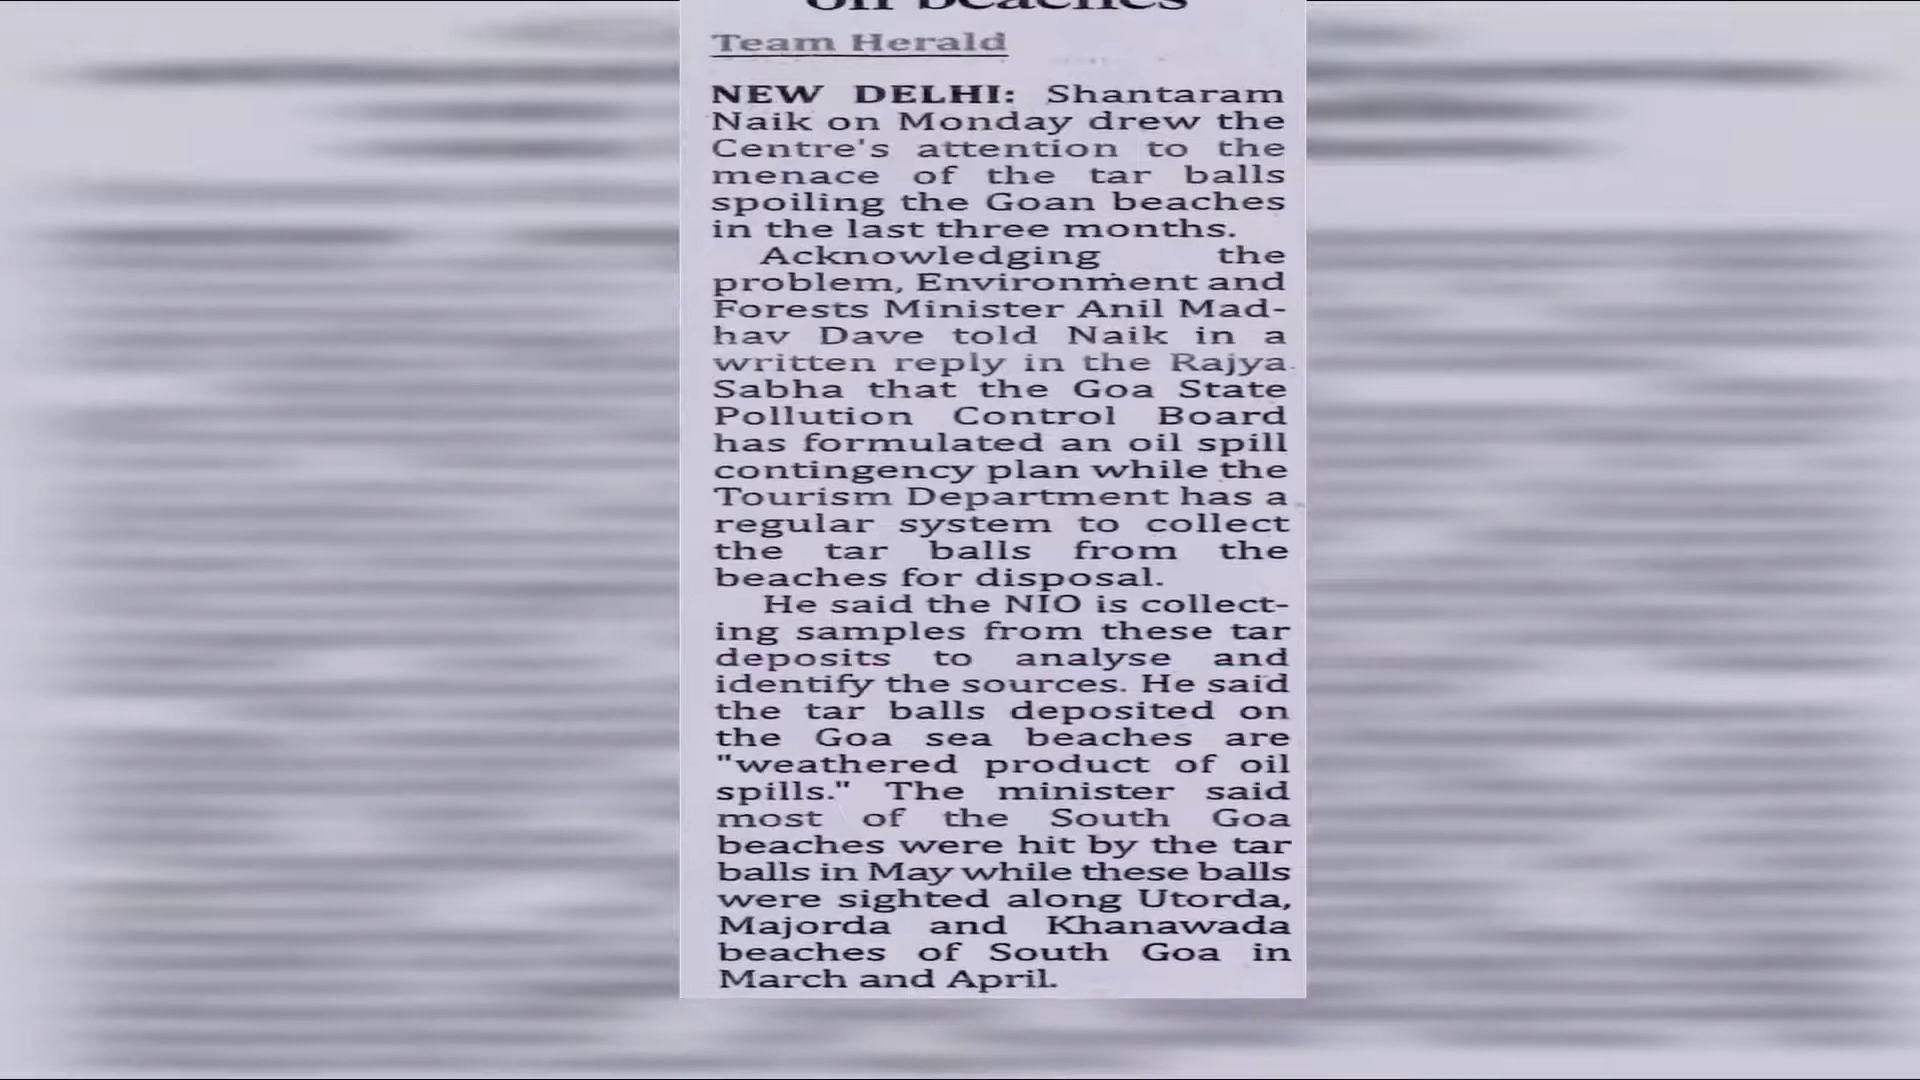 on beaches
Team Herald
NEW DELHI: Shantaram
Naik on Monday drew the
Centre's attention to the
menace of the tar balls
spoiling the Goan beaches
in the last three months.
Acknowledging the
problem, Environment and
Forests Minister Anil Mad-
hav Dave told Naik in a
written reply in the Rajya
Sabha that the Goa State
Pollution Control Board
has formulated an oil spill
contingency plan while the
Tourism Department has a
regular system to collect
the tar balls from the
beaches for disposal.
He said the NIO is collect-
ing samples from these tar
deposits to analyse and
identify the sources. He said
the tar balls deposited on
the Goa sea beaches are
"weathered product of oil
spills." The minister said
most of the South Goa
beaches were hit by the tar
balls in May while these balls
were sighted along Utorda,
Majorda and Khanawada
beaches of South Goa in
March and April.